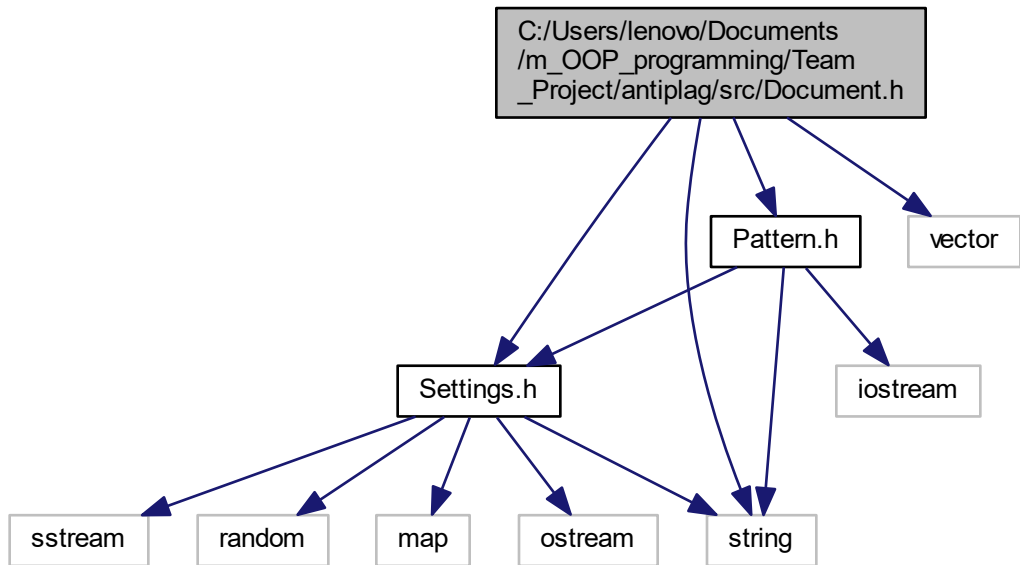 C:/Users/lenovo/Documents
/m_OOP_programming/Team
_Project/antiplag/src/Document.h
Pattern.h
vector
Settings.h
iostream
sstream
random
map
ostream
string